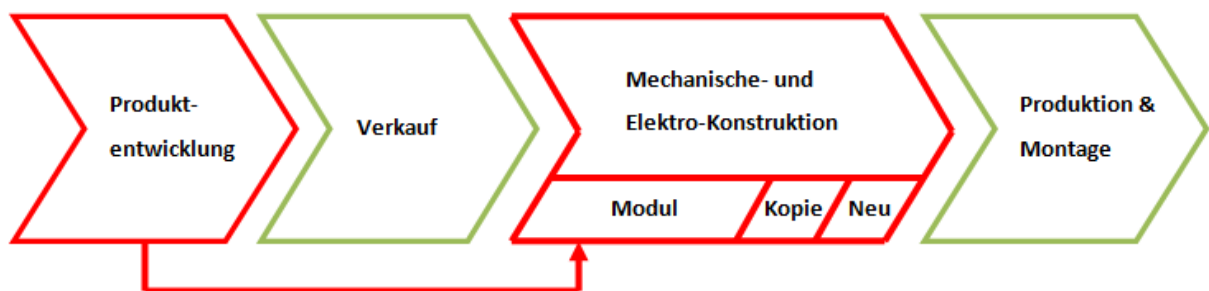 Produkt-
entwicklung
Verkauf
Mechanische- und
Elektro-Konstruktion
Modul
Kopie
Neu
Produktion &
Montage